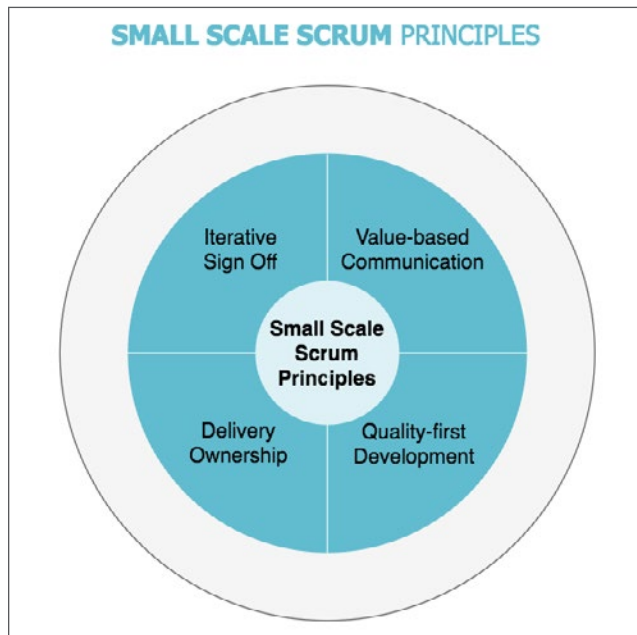 SMALL SCALE SCRUM PRINCIPLES
Iterative
Sign Off
Value-based
Communication
Small Scale
Scrum
Principles
Delivery
Ownership
Quality-first
Development